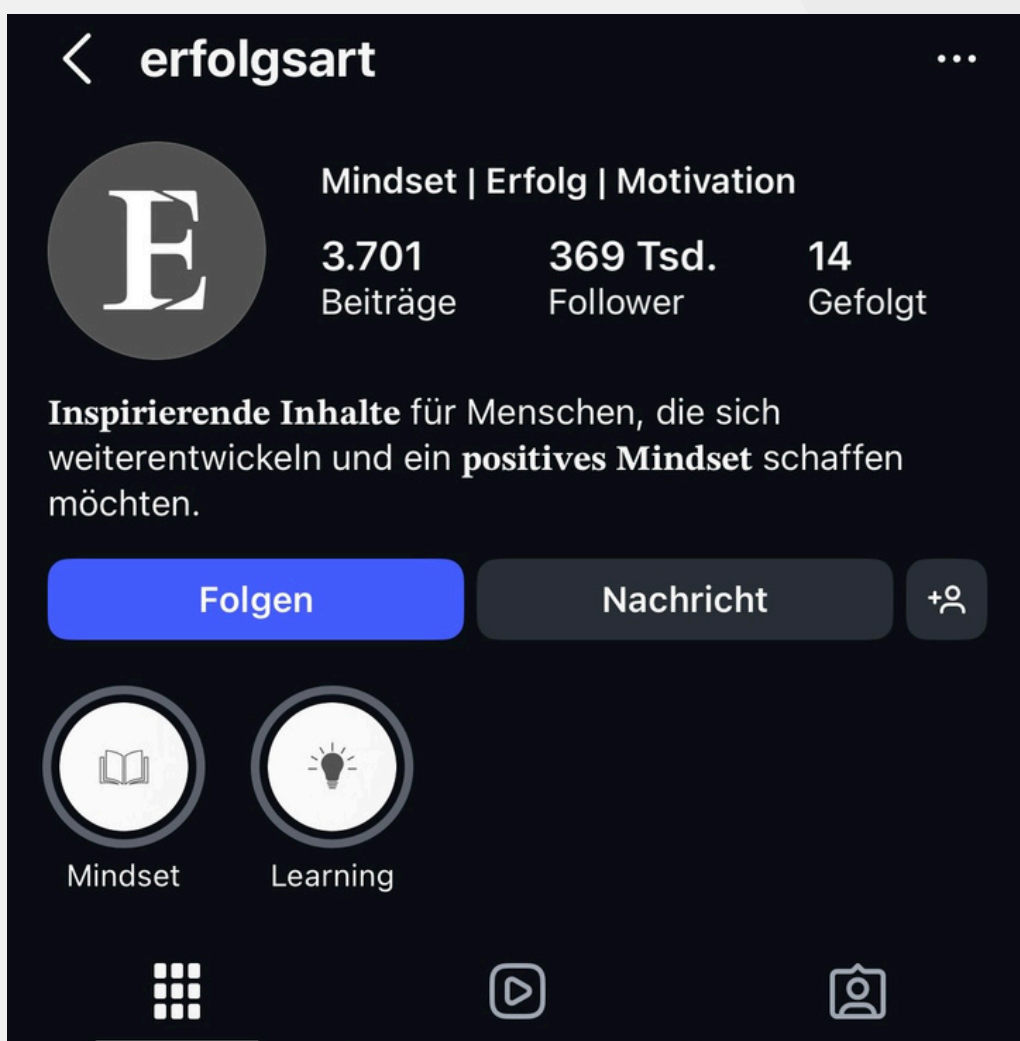 erfolgsart
E
Mindset | Erfolg | Motivation
3.701 369 Tsd. 14
Beiträge Follower Gefolgt
Inspirierende Inhalte für Menschen, die sich
weiterentwickeln und ein positives Mindset schaffen
möchten.
Folgen Nachricht
Mindset Learning